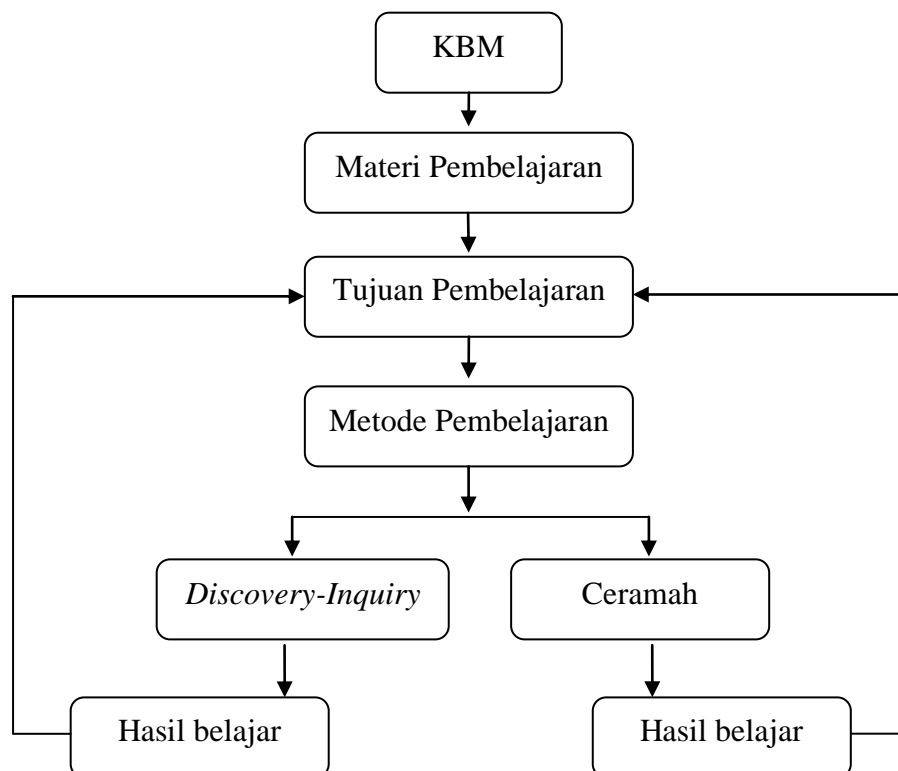 KBM
Materi Pembelajaran
Tujuan Pembelajaran
Metode Pembelajaran
Discovery-Inquiry
Ceramah
Hasil belajar
Hasil belajar